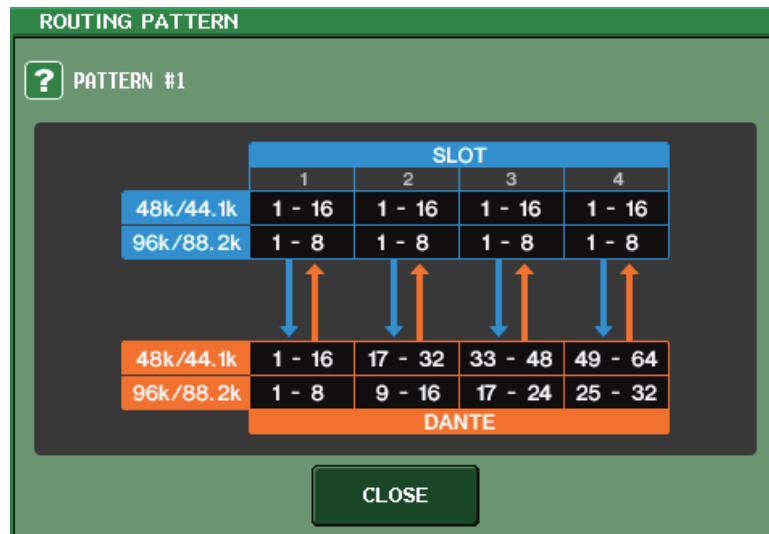 ROUTING PATTERN
? PATTERN #1
SLOT
1 2 3 4
48k/44.1k 1 - 16 1 - 16 1 - 16 1 - 16
96k/88.2k 1 - 8 1 - 8 1 - 8 1 - 8
48k/44.1k 1 - 16 17 - 32 33 - 48 49 - 64
96k/88.2k 1 - 8 9 - 16 17 - 24 25 - 32
DANTE
CLOSE